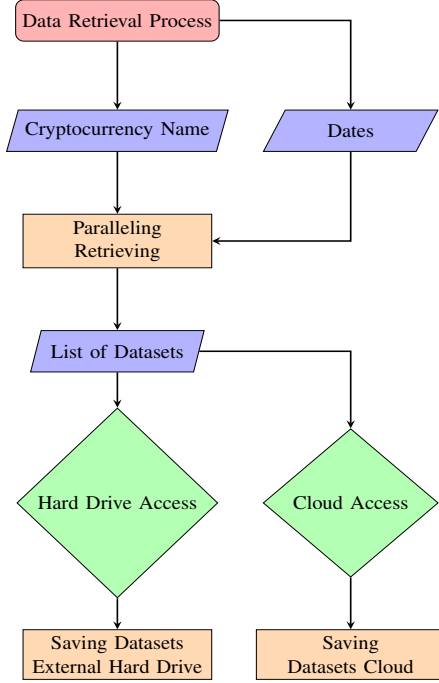 Data Retrieval Process
Cryptocurrency Name
Dates
Paralleling
Retrieving
List of Datasets
Hard Drive Access
Cloud Access
Saving Datasets
External Hard Drive
Saving
Datasets Cloud